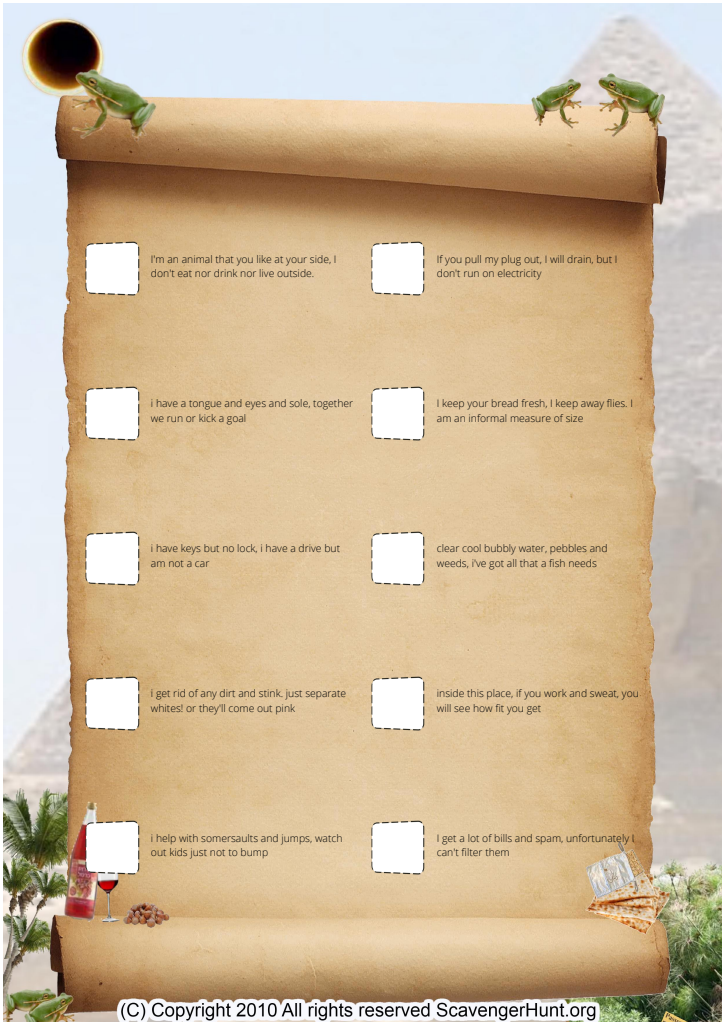 I'm an animal that you like at your side, I
don't eat nor drink nor live outside.
If you pull my plug out, I will drain, but I
don't run on electricity
i have a tongue and eyes and sole, together
we run or kick a goal
I keep your bread fresh, I keep away flies. I
am an informal measure of size
i have keys but no lock, i have a drive but
am not a car
clear cool bubbly water, pebbles and
weeds, i've got all that a fish needs
i get rid of any dirt and stink. just separate
whites! or they'll come out pink
inside this place, if you work and sweat, you
will see how fit you get
i help with somersaults and jumps, watch
out kids just not to bump
I get a lot of bills and spam, unfortunately I
can't filter them
(C) Copyright 2010 All rights reserved ScavengerHunt.org